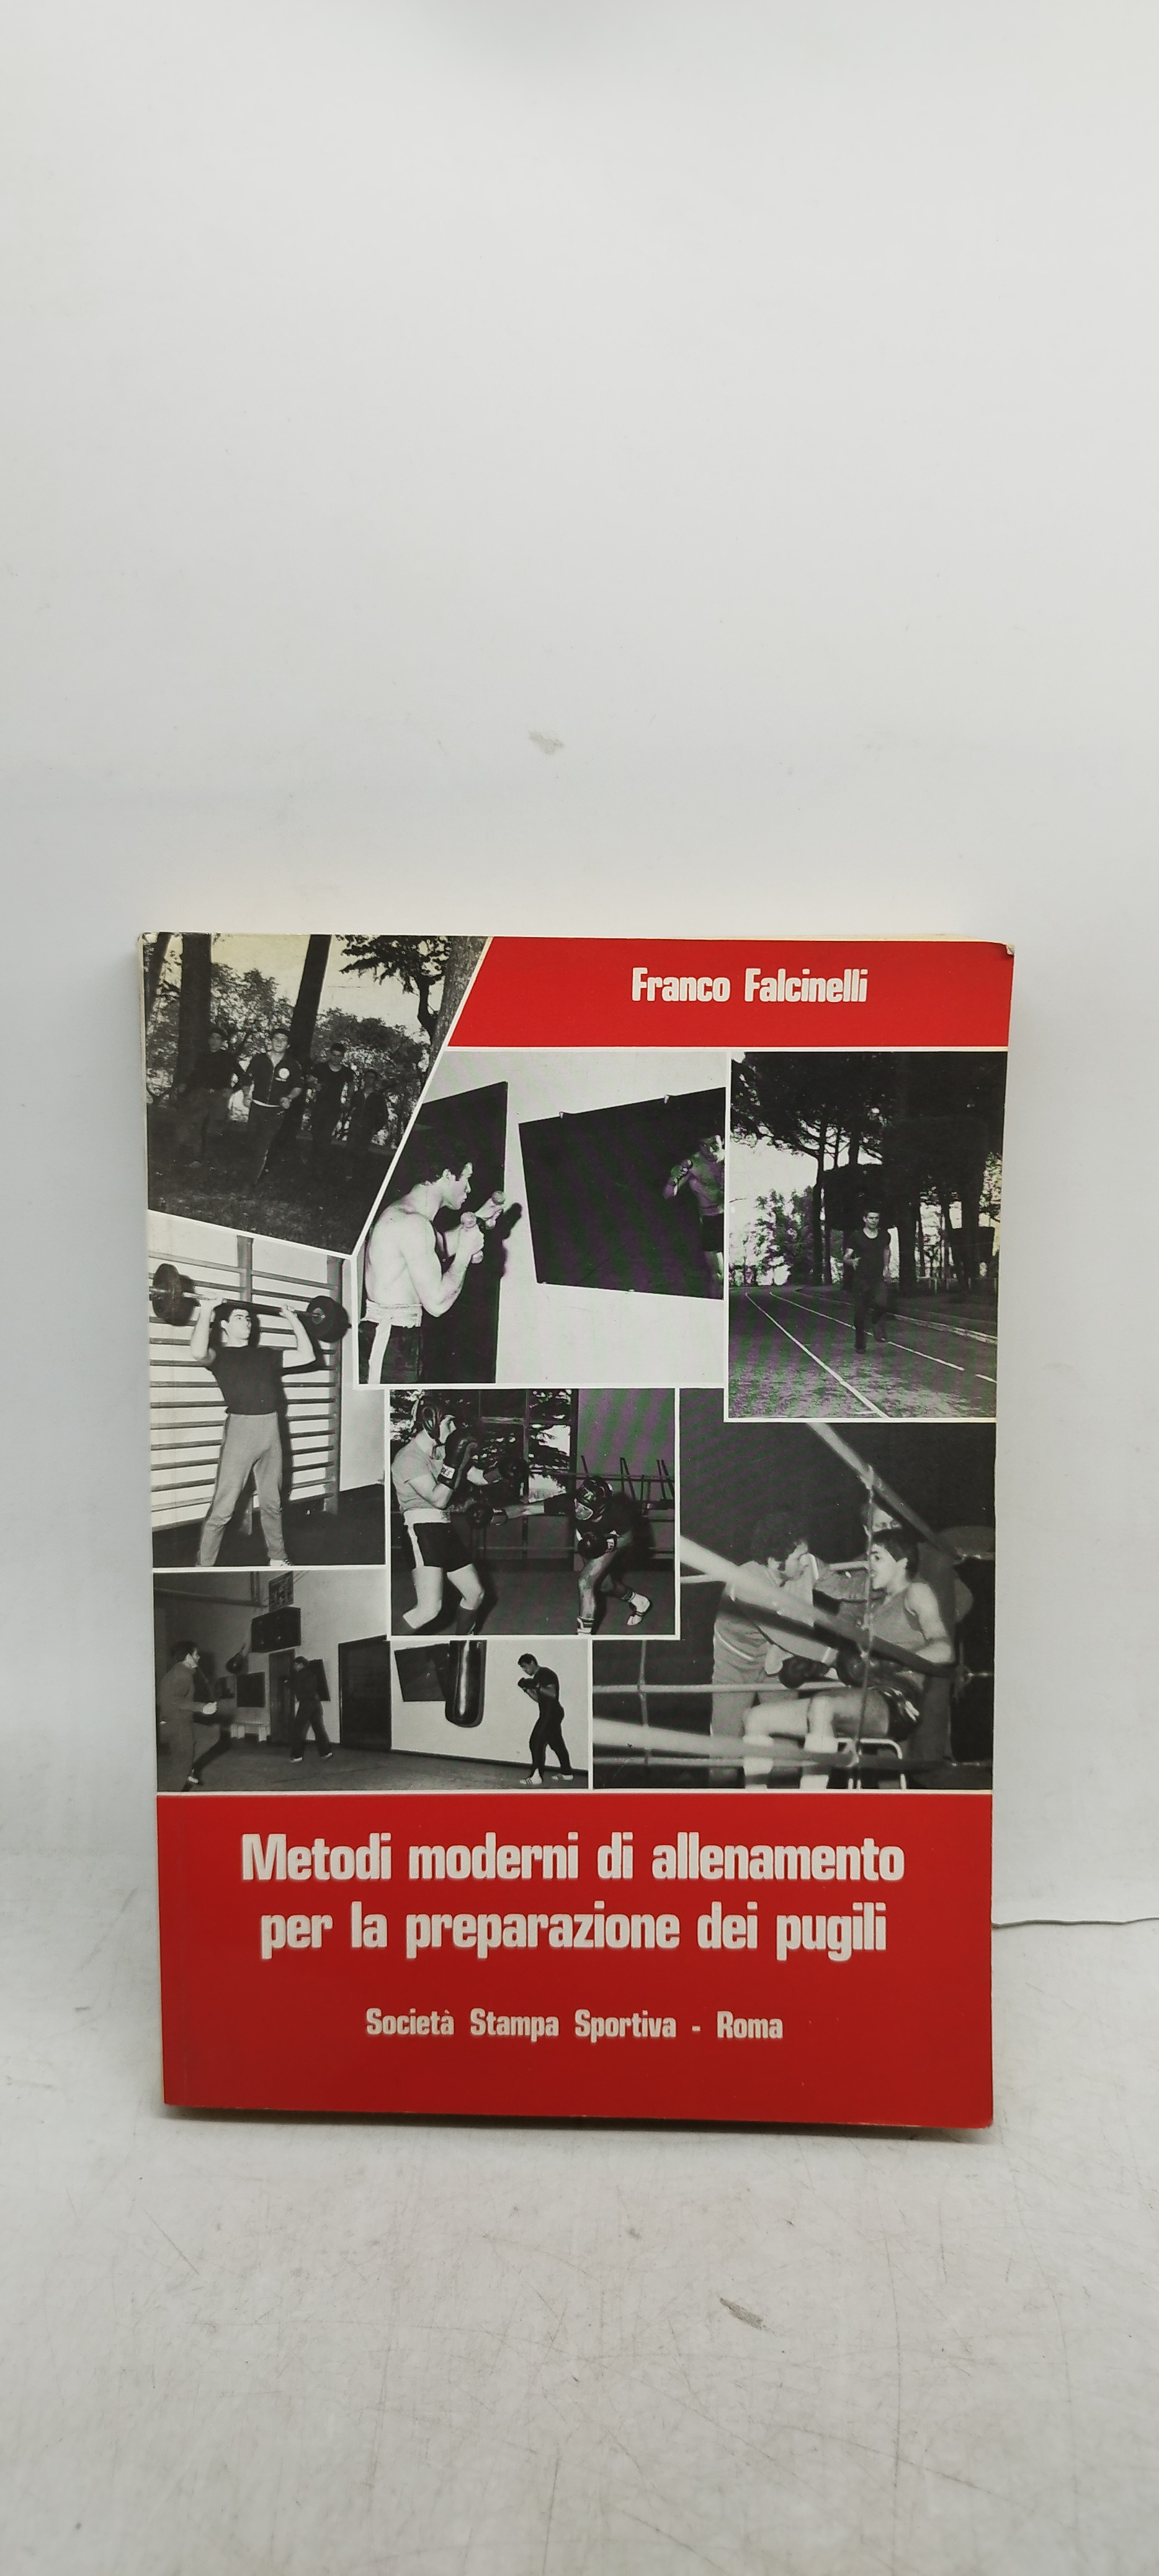 Franco Falcinelli
Metodi moderni di allenamento
per la preparazione dei pugili
Società Stampa Sportiva - Roma